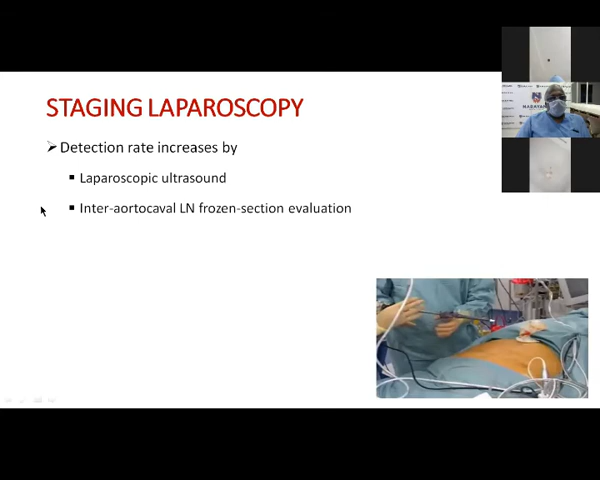 STAGING LAPAROSCOPY
➢Detection rate increases by
▪ Laparoscopic ultrasound
▪ Inter-aortocaval LN frozen-section evaluation